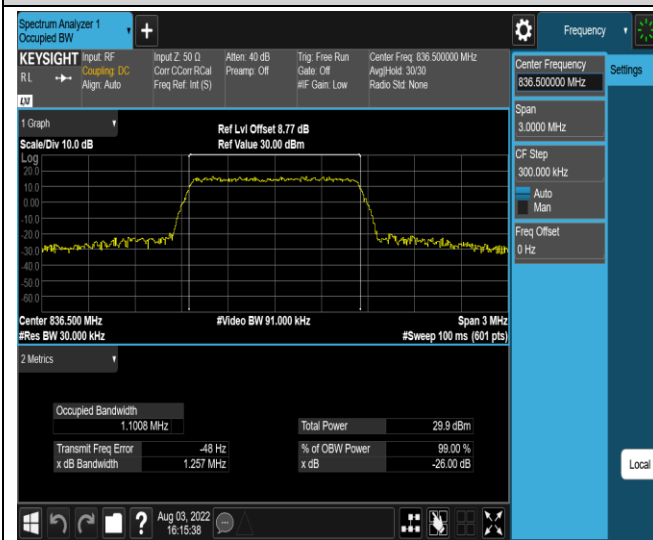 Spectrum Analyzer 1
Occupied BW
+
Frequency
KEYSIGHT
R L
LXI
Input: RF
Coupling: DC
Align: Auto
Input Z: 50 Ω
Corr CCorr RCal
Freq Ref: Int (S)
Atten: 40 dB
Preamp: Off
Trig: Free Run
Gate: Off
#IF Gain: Low
Center Freq: 836.500000 MHz
Avg|Hold: 30/30
Radio Std: None
Center Frequency
836.500000 MHz
Settings
Span
3.0000 MHz
CF Step
300.000 kHz
Auto
Man
Freq Offset
0 Hz
1 Graph
Scale/Div 10.0 dB
Ref Lvl Offset 8.77 dB
Ref Value 30.00 dBm
Log
20.0
10.0
0.00
-10.0
-20.0
-30.0
-40.0
-50.0
-60.0
Center 836.500 MHz
#Video BW 91.000 kHz
Span 3 MHz
#Res BW 30.000 kHz
#Sweep 100 ms (601 pts)
2 Metrics
Occupied Bandwidth
1.1008 MHz
Total Power 29.9 dBm
Transmit Freq Error -48 Hz
% of OBW Power 99.00 %
x dB Bandwidth 1.257 MHz
x dB -26.00 dB
Local
?
Aug 03, 2022
16:15:38